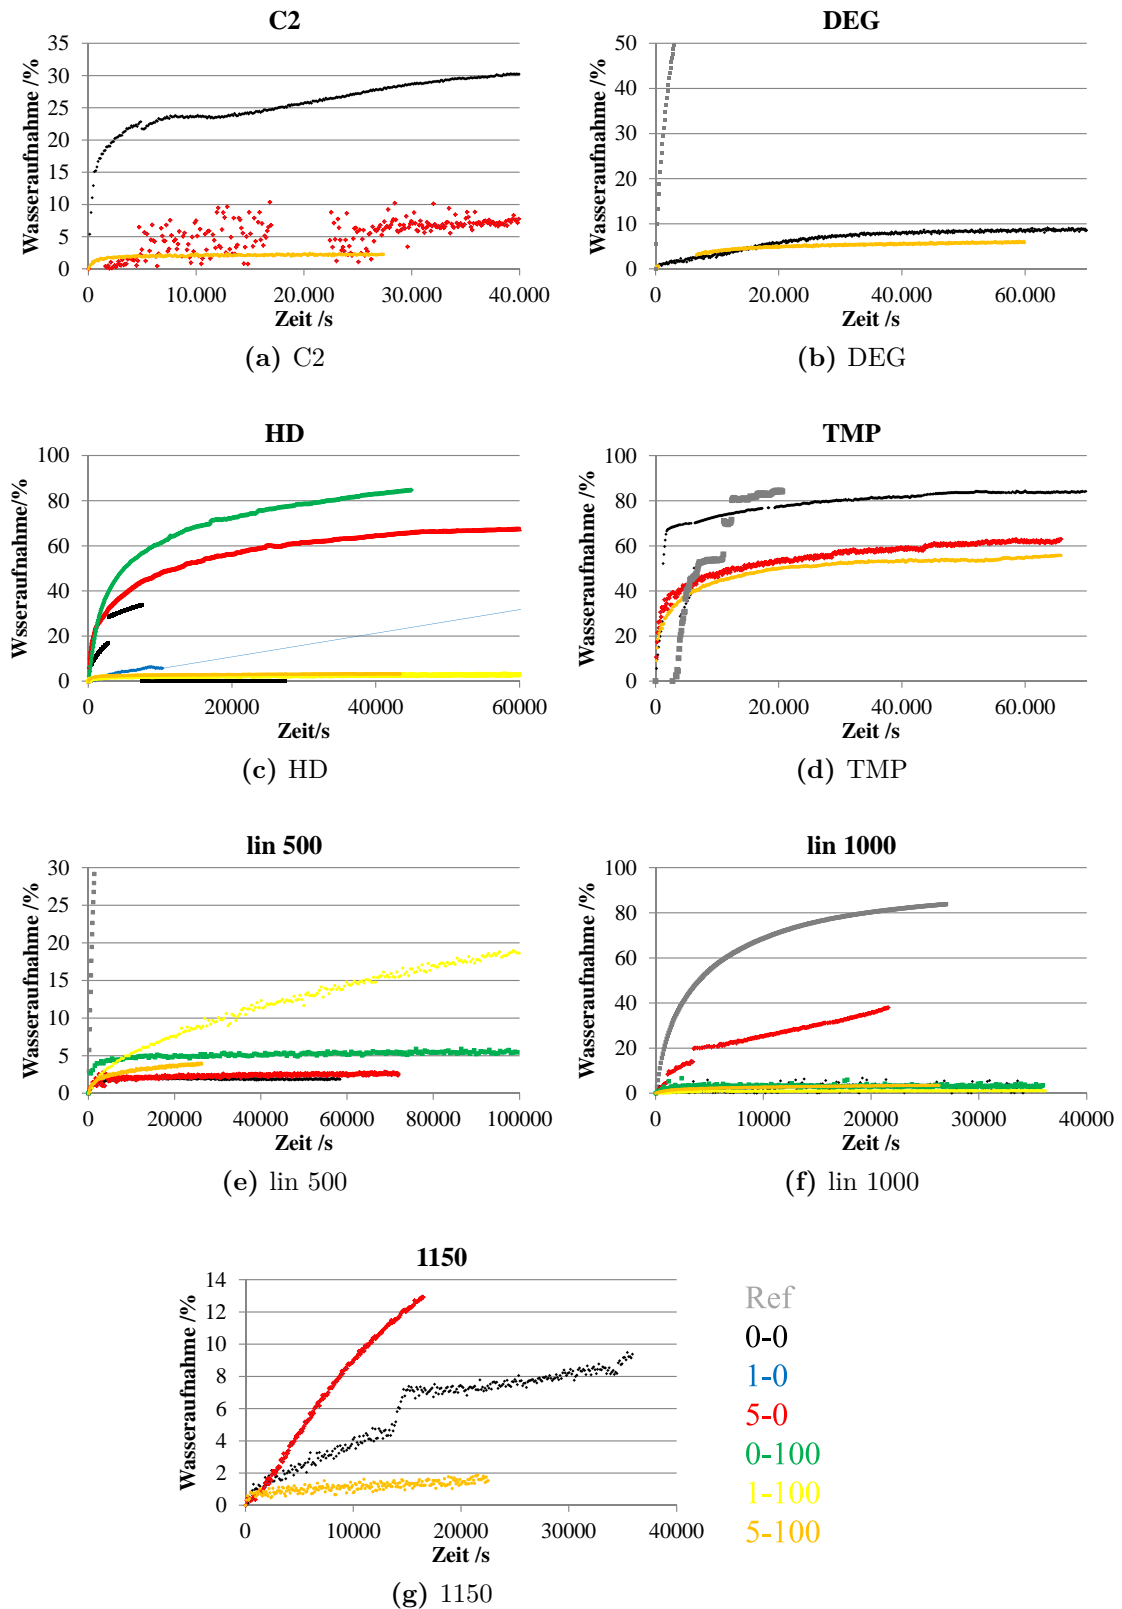 C2
Wasseraufnahme /%
35
30
25
20
15
10
5
0
0 10.000 20.000 30.000 40.000
Zeit /s
(a) C2
DEG
Wasseraufnahme /%
50
40
30
20
10
0
0 20.000 40.000 60.000
Zeit /s
(b) DEG
HD
Wsseraufnahme/%
100
80
60
40
20
0
0 20000 40000 60000
Zeit/s
(c) HD
TMP
Wasseraufnahme /%
100
80
60
40
20
0
0 20.000 40.000 60.000
Zeit /s
(d) TMP
lin 500
Wasseraufnahme /%
30
25
20
15
10
5
0
0 20000 40000 60000 80000 100000
Zeit /s
(e) lin 500
lin 1000
Wasseraufnahme /%
100
80
60
40
20
0
0 10000 20000 30000 40000
Zeit /s
(f) lin 1000
1150
Wasseraufnahme /%
14
12
10
8
6
4
2
0
0 10000 20000 30000 40000
Zeit /s
(g) 1150
Ref
0-0
1-0
5-0
0-100
1-100
5-100